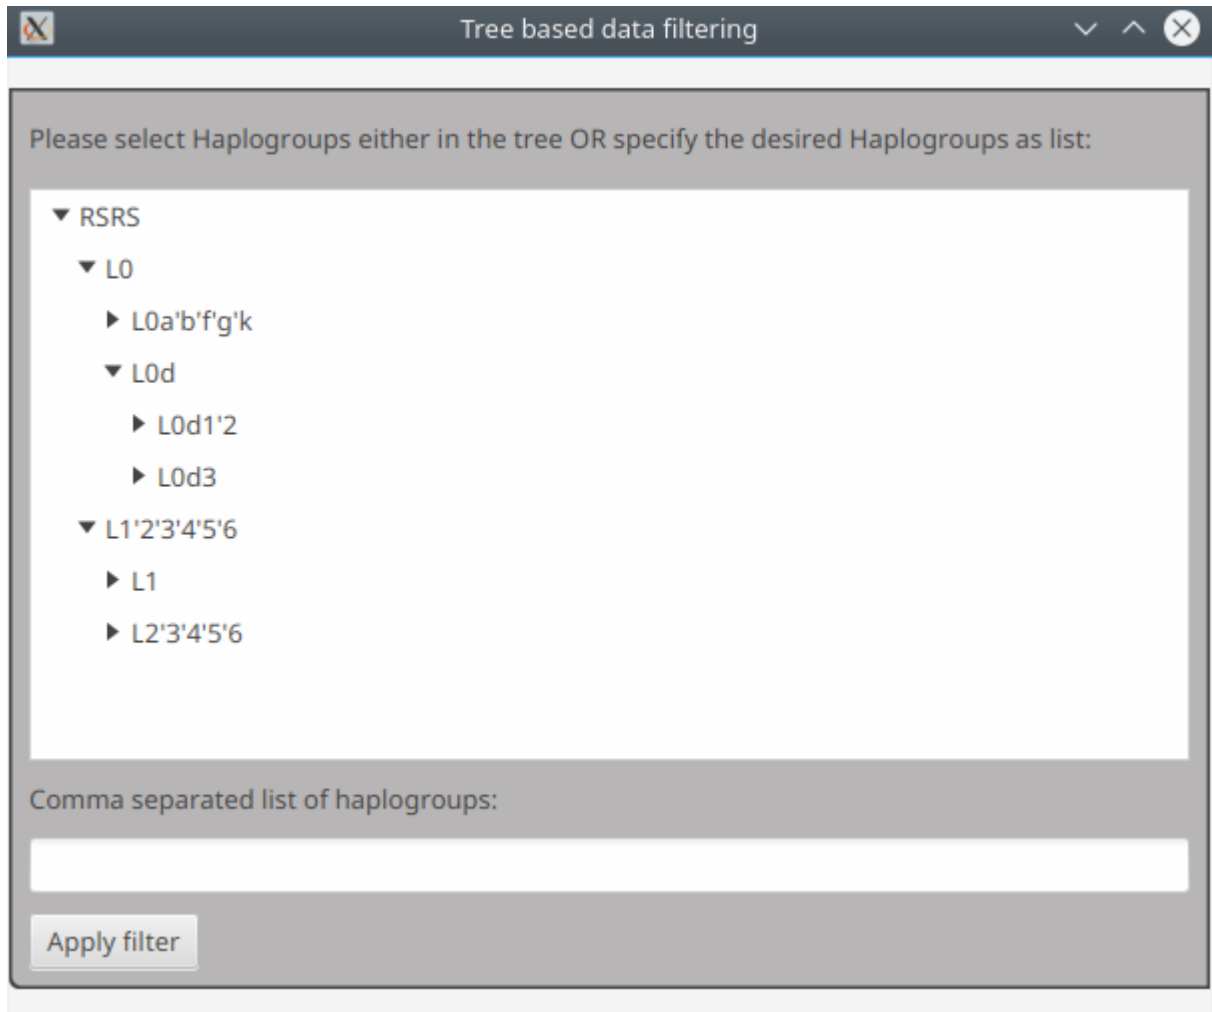 Tree based data filtering
Please select Haplogroups either in the tree OR specify the desired Haplogroups as list:
RSRS
L0
L0a'b'f'g'k
L0d
L0d1'2
L0d3
L1'2'3'4'5'6
L1
L2'3'4'5'6
Comma separated list of haplogroups:
Apply filter